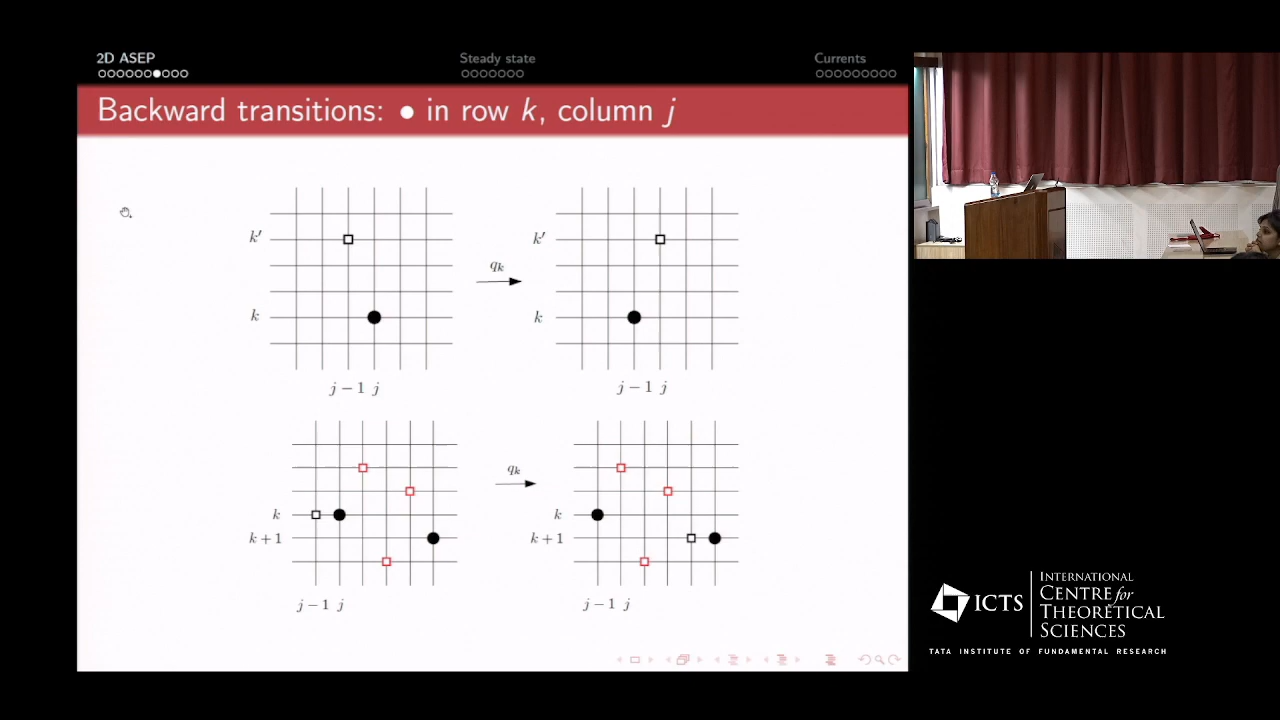 2D ASEP Steady state Currents
Backward transitions: • in row k, column j
k′ k′
q_k
k k
j − 1 j j − 1 j
q_k
k k
k + 1 k + 1
j − 1 j j − 1 j
ICTS
INTERNATIONAL
CENTRE for
THEORETICAL
SCIENCES
TATA INSTITUTE OF FUNDAMENTAL RESEARCH